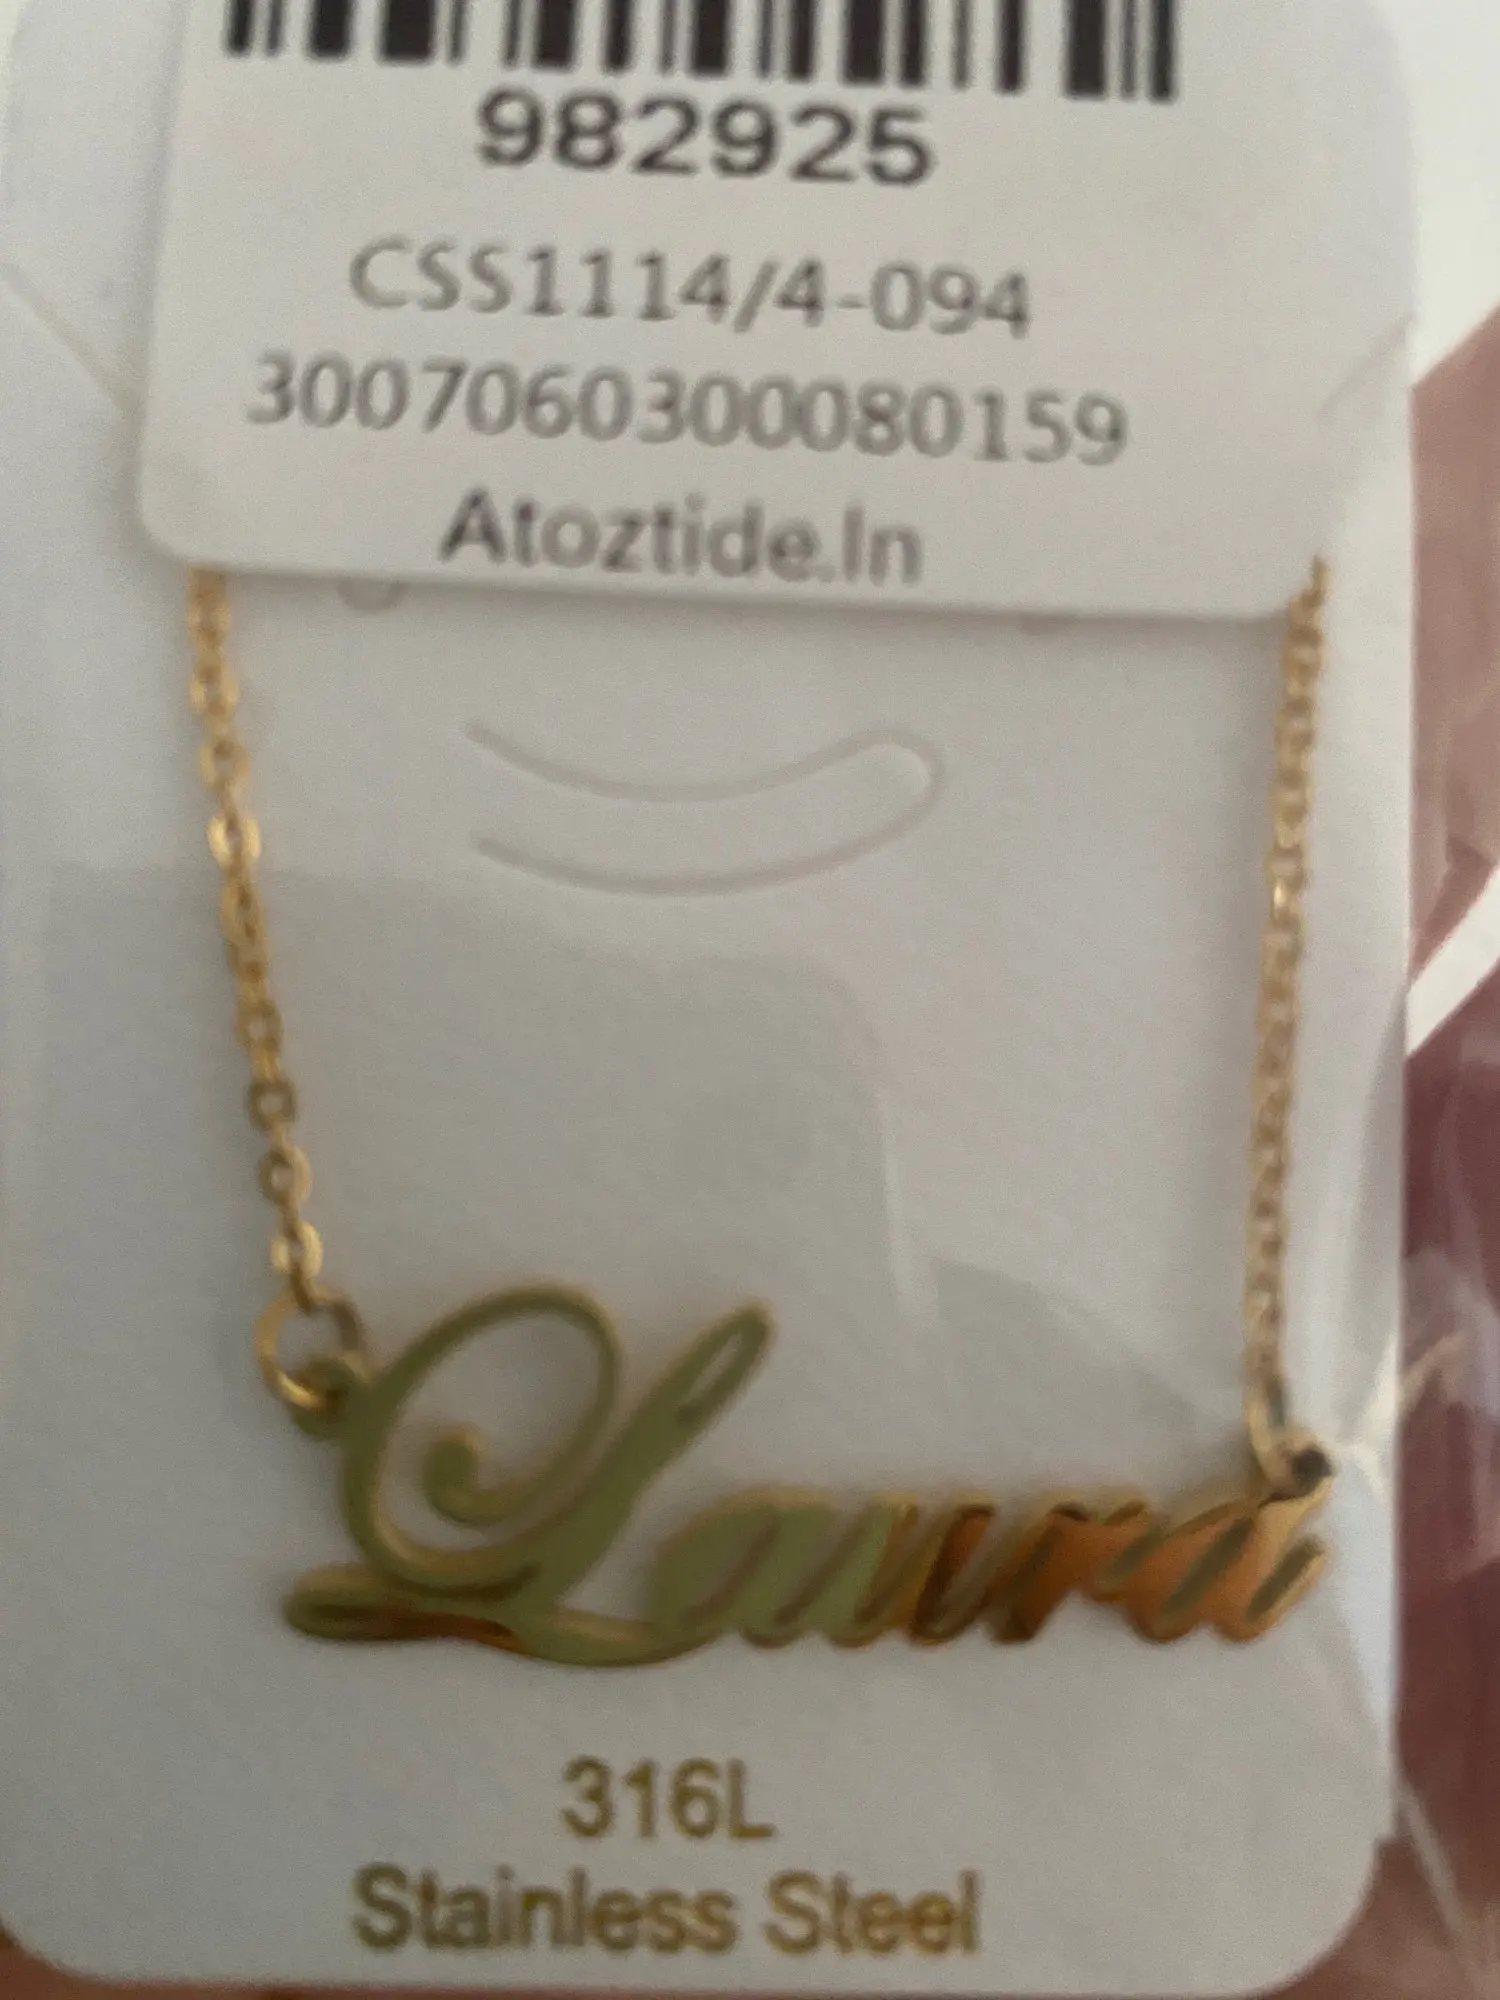 982925
CSS1114/4-094
3007060300080159
Atoztide.In
Laura
316L
Stainless Steel